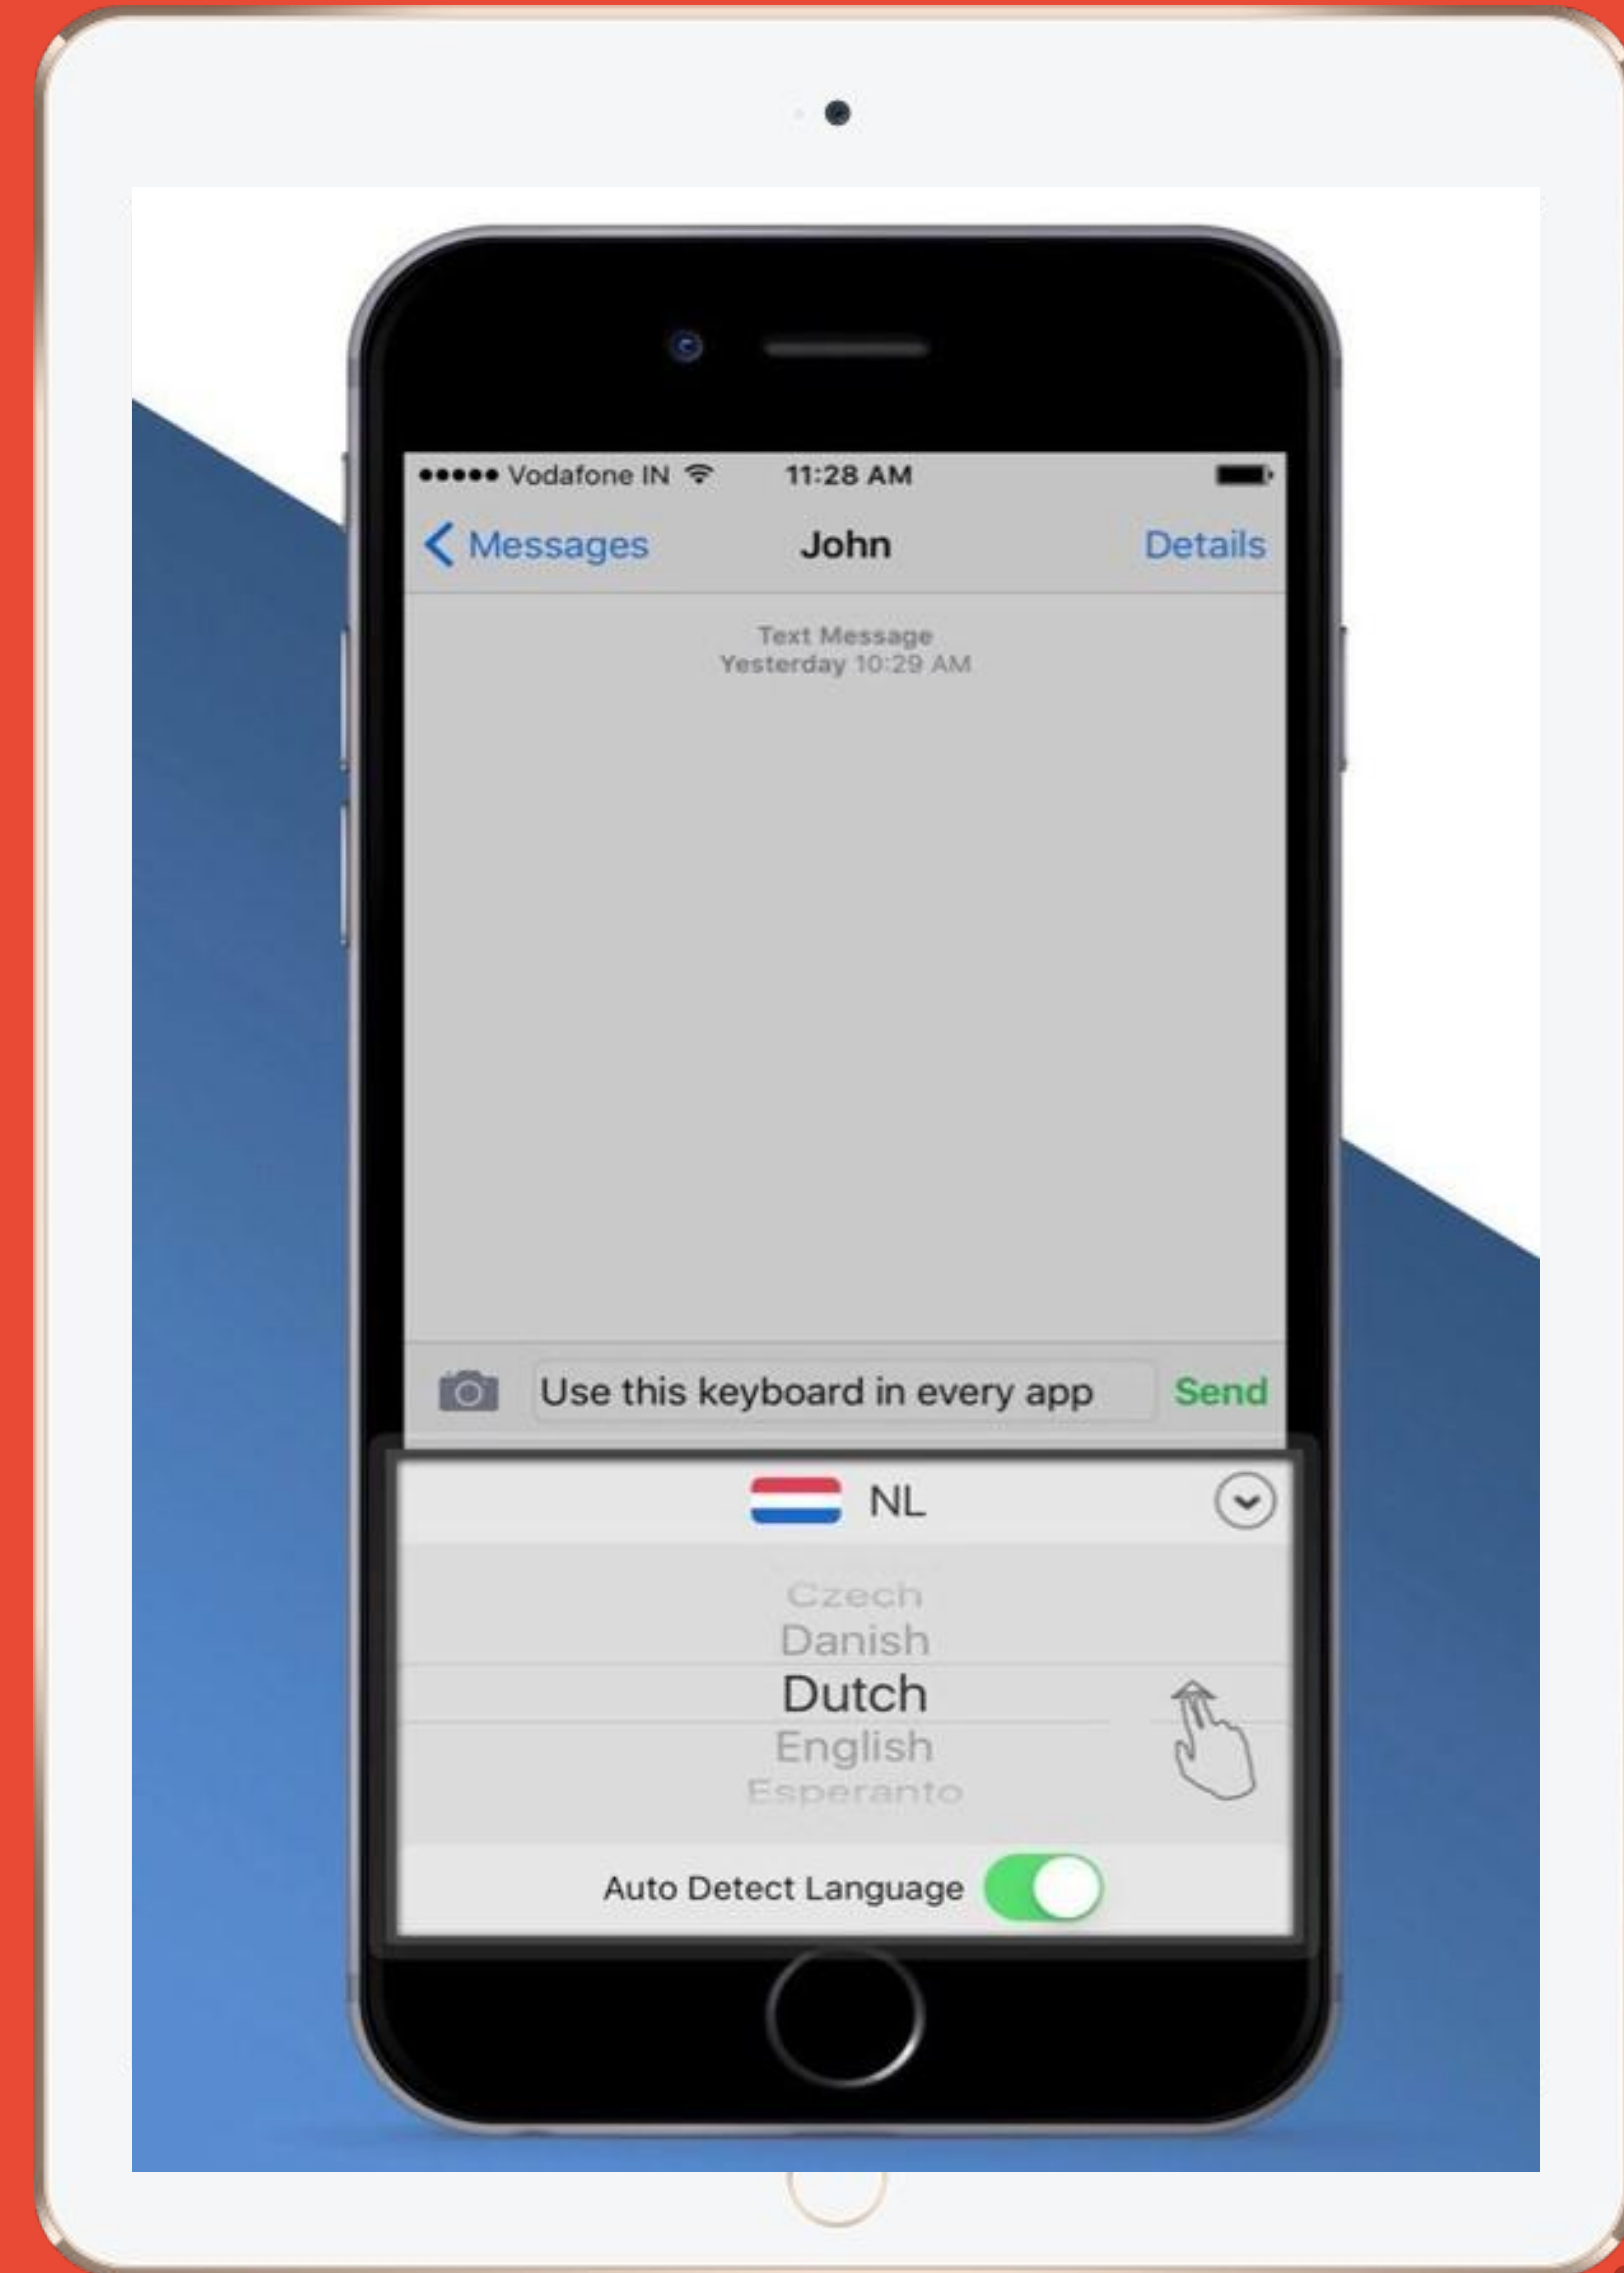 Vodafone IN 11:28 AM
Messages John Details
Text Message
Yesterday 10:29 AM
Use this keyboard in every app Send
NL
Czech
Danish
Dutch
English
Esperanto
Auto Detect Language